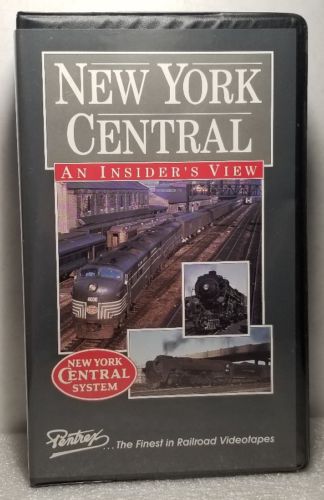 NEW YORK
CENTRAL
AN INSIDER'S VIEW
NEW YORK
CENTRAL
SYSTEM
Pentrex
...The Finest in Railroad Videotapes